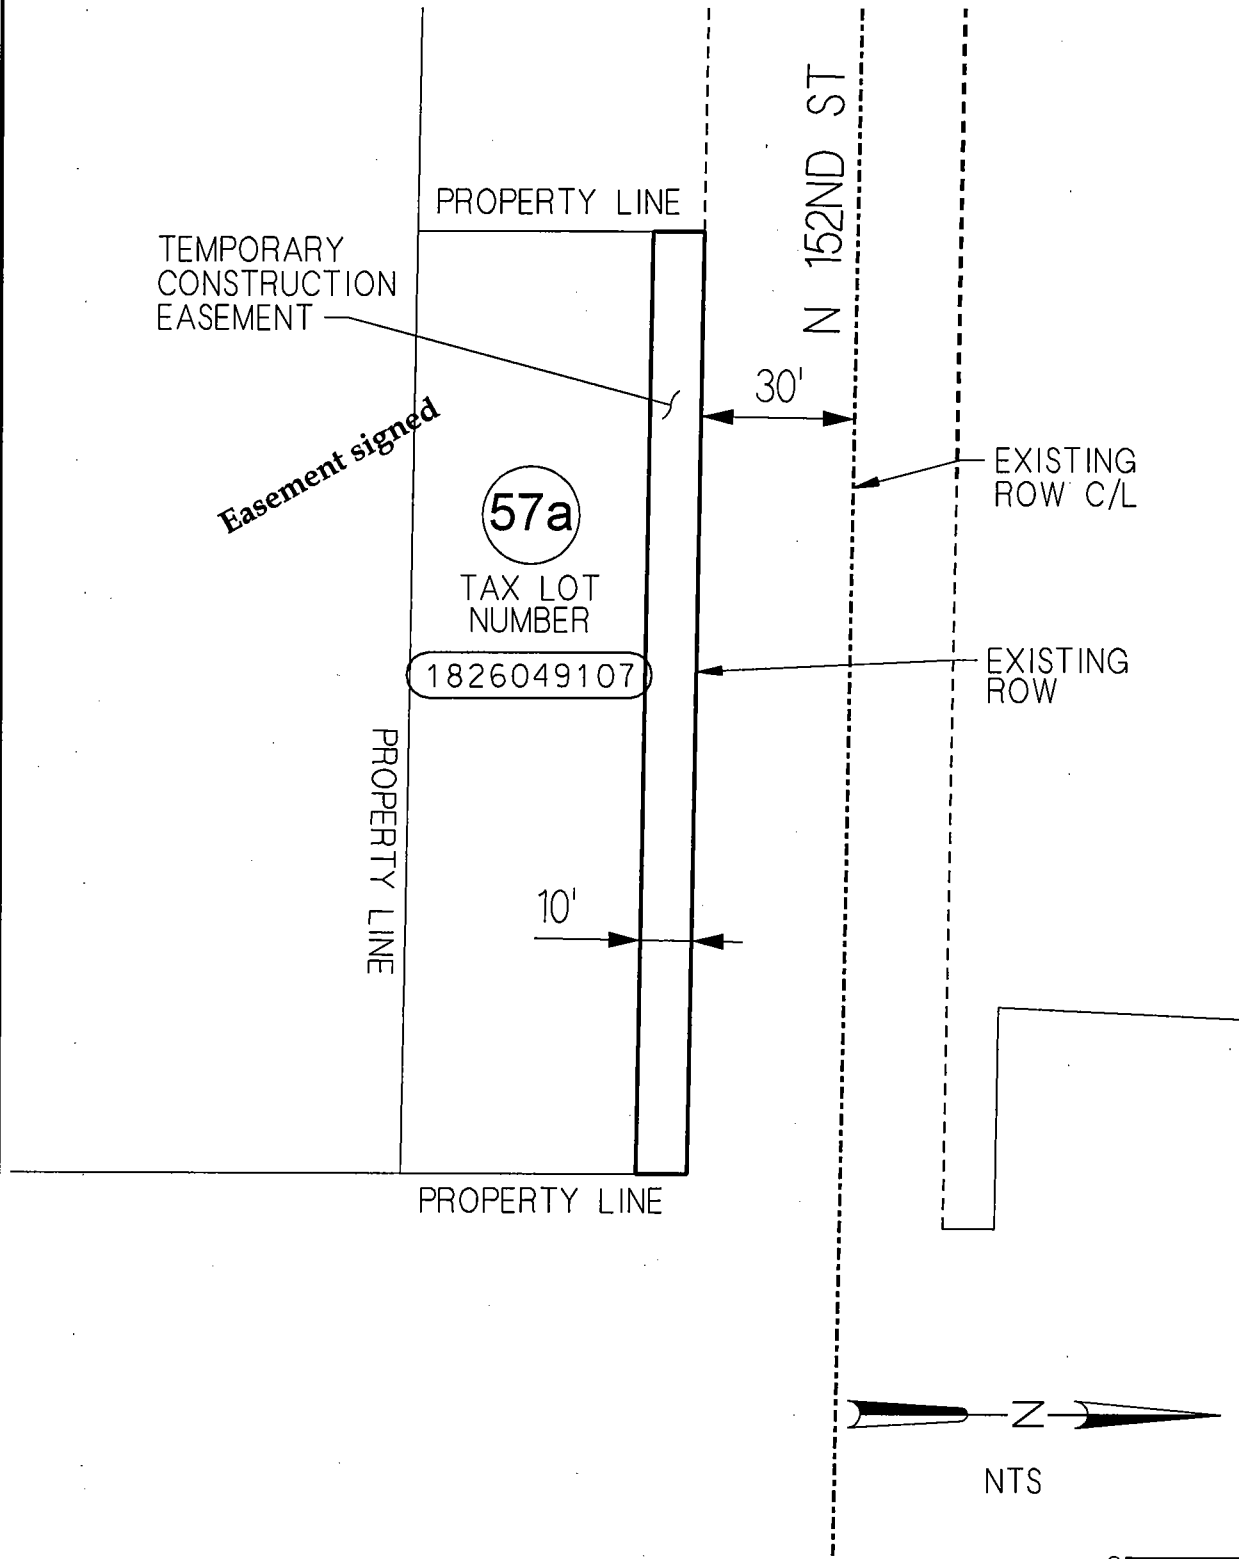 N 152ND ST
PROPERTY LINE
TEMPORARY
CONSTRUCTION
EASEMENT
30'
Easement signed
EXISTING
ROW C/L
57a
TAX LOT
NUMBER
1826049107
EXISTING
ROW
PROPERTY LINE
10'
PROPERTY LINE
N
NTS